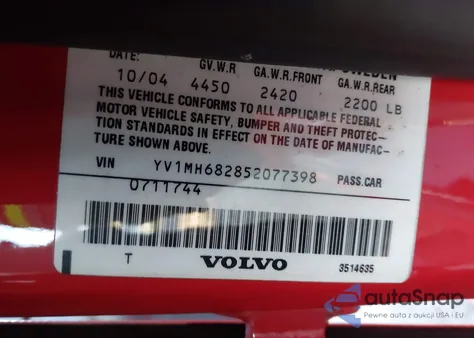 DATE: G.V.W.R GA.W.R.FRONT GA.W.R.REAR
SWEDEN
10/04 4450 2420 2200 LB
THIS VEHICLE CONFORMS TO ALL APPLICABLE FEDERAL
MOTOR VEHICLE SAFETY, BUMPER AND THEFT PROTEC-
TION STANDARDS IN EFFECT ON THE DATE OF MANUFAC-
TURE SHOWN ABOVE.
VIN YV1MH682852077398 PASS.CAR
0711744
T VOLVO 3514635
autoSnap
Pewne auta z aukcji USA i EU